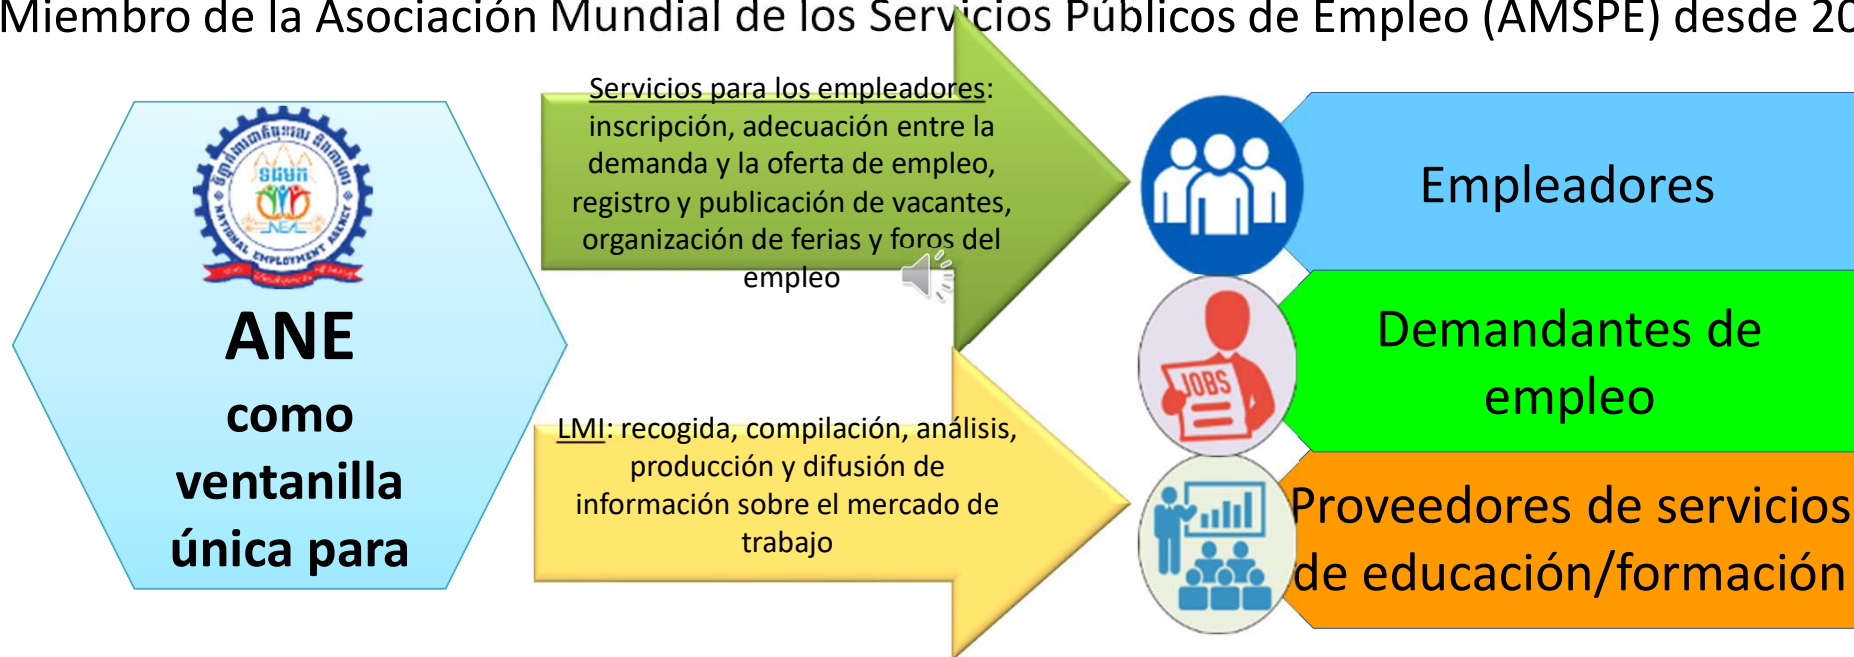 Miembro de la Asociación Mundial de los Servicios Públicos de Empleo (AMSPE) desde 20
NATIONAL EMPLOYMENT AGENCY
NEA
ANE
como
ventanilla
única para
Servicios para los empleadores:
inscripción, adecuación entre la
demanda y la oferta de empleo,
registro y publicación de vacantes,
organización de ferias y foros del
empleo
LMI: recogida, compilación, análisis,
producción y difusión de
información sobre el mercado de
trabajo
Empleadores
JOBS
Demandantes de
empleo
Proveedores de servicios
de educación/formación